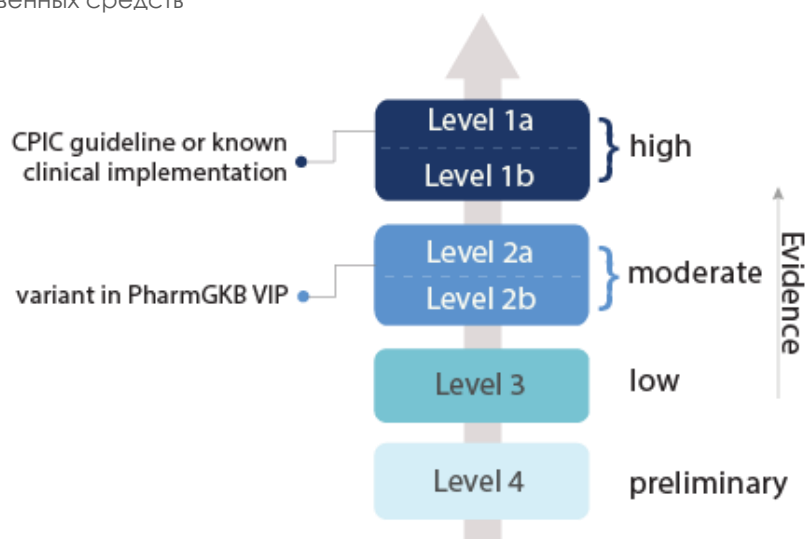 средств
Level 1a
CPIC guideline or known
clinical implementation
high
Level 1b
Level 2a
variant in PharmGKB VIP
moderate
Level 2b
Evidence
Level 3
low
Level 4
preliminary